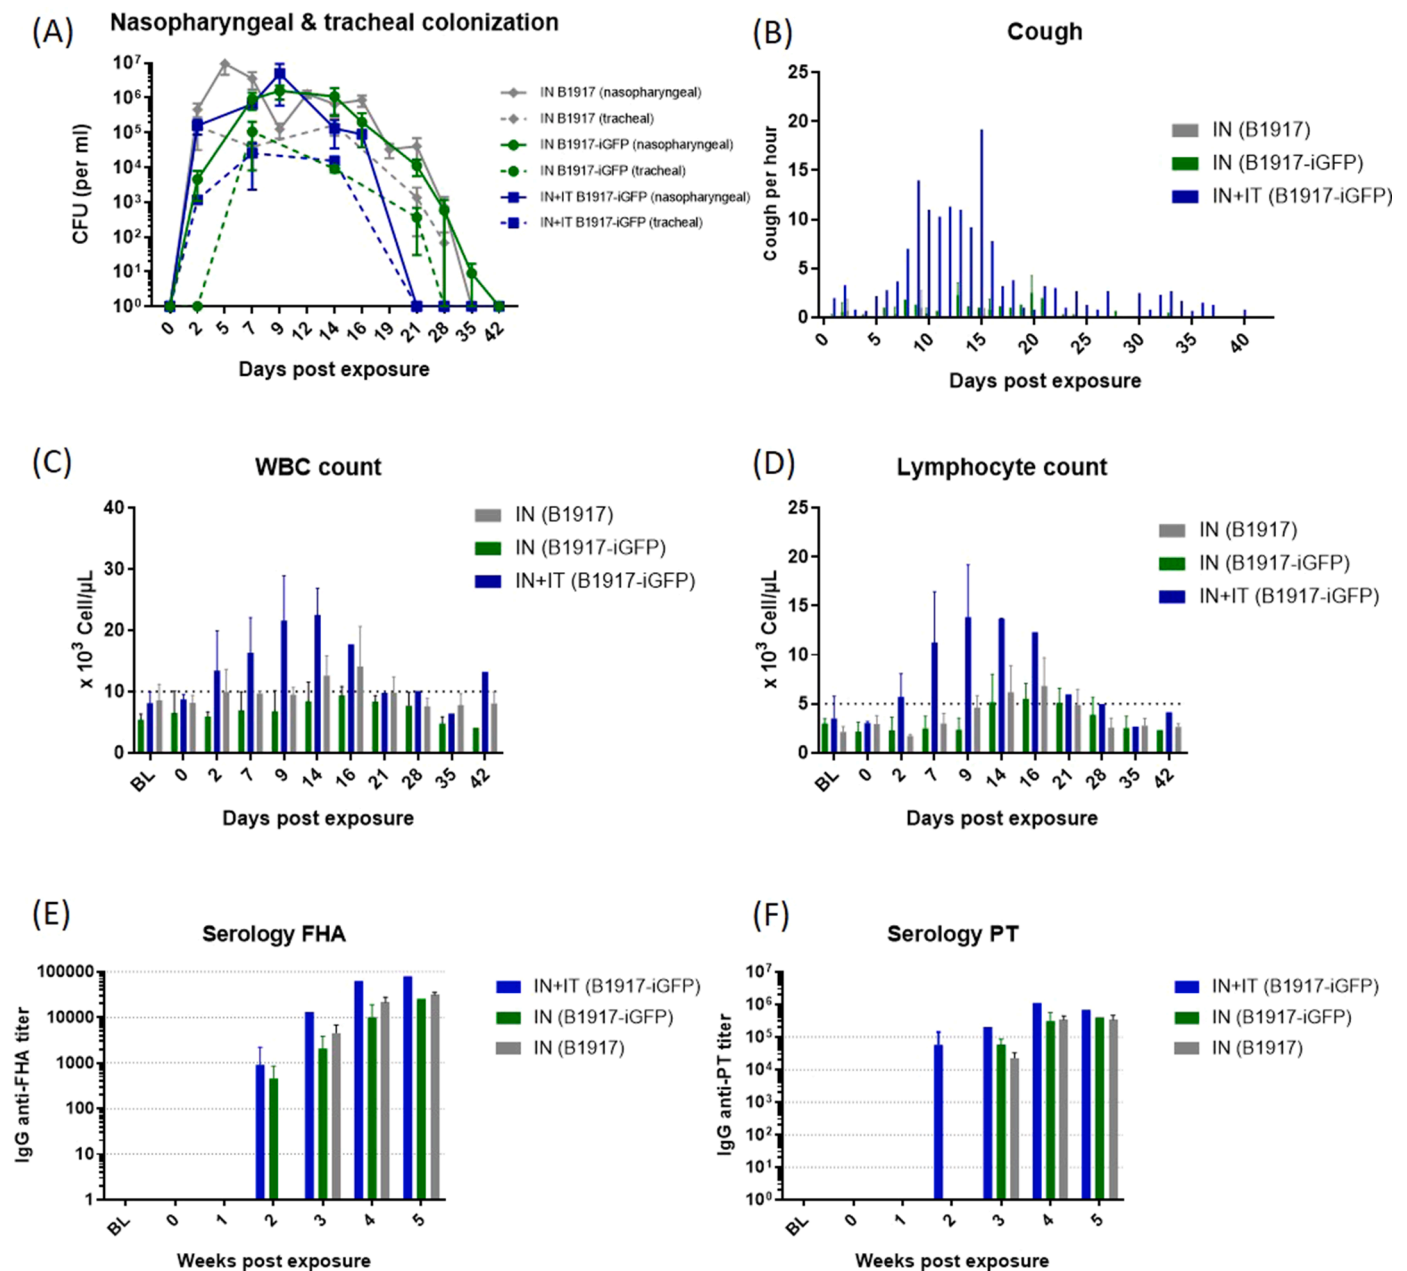 (A)
Nasopharyngeal & tracheal colonization
CFU (per ml)
10⁷
10⁶
10⁵
10⁴
10³
10²
10¹
10⁰
0 2 5 7 9 12 14 16 19 21 28 35 42
Days post exposure
IN B1917 (nasopharyngeal)
IN B1917 (tracheal)
IN B1917-iGFP (nasopharyngeal)
IN B1917-iGFP (tracheal)
IN+IT B1917-iGFP (nasopharyngeal)
IN+IT B1917-iGFP (tracheal)
(B)
Cough
Cough per hour
25
20
15
10
5
0
0 5 10 15 20 25 30 35 40
Days post exposure
IN (B1917)
IN (B1917-iGFP)
IN+IT (B1917-iGFP)
(C)
WBC count
x 10³ Cell/µL
40
30
20
10
0
BL 0 2 7 9 14 16 21 28 35 42
Days post exposure
IN (B1917)
IN (B1917-iGFP)
IN+IT (B1917-iGFP)
(D)
Lymphocyte count
x 10³ Cell/µL
25
20
15
10
5
0
BL 0 2 7 9 14 16 21 28 35 42
Days post exposure
IN (B1917)
IN (B1917-iGFP)
IN+IT (B1917-iGFP)
(E)
Serology FHA
IgG anti-FHA titer
100000
10000
1000
100
10
1
BL 0 1 2 3 4 5
Weeks post exposure
IN+IT (B1917-iGFP)
IN (B1917-iGFP)
IN (B1917)
(F)
Serology PT
IgG anti-PT titer
10⁷
10⁶
10⁵
10⁴
10³
10²
10¹
10⁰
BL 0 1 2 3 4 5
Weeks post exposure
IN+IT (B1917-iGFP)
IN (B1917-iGFP)
IN (B1917)